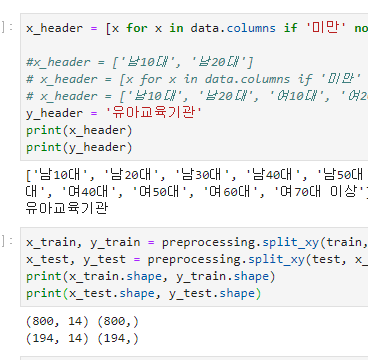 ]: x_header = [x for x in data.columns if '미만' no
#x_header = ['남10대', '남20대']
# x_header = [x for x in data.columns if '미만'
# x_header = ['남10대', '남20대', '여10대', '여2
y_header = '유아교육기관'
print(x_header)
print(y_header)
['남10대', '남20대', '남30대', '남40대', '남50대
대', '여40대', '여50대', '여60대', '여70대 이상']
유아교육기관
]: x_train, y_train = preprocessing.split_xy(train,
x_test, y_test = preprocessing.split_xy(test, x_
print(x_train.shape, y_train.shape)
print(x_test.shape, y_test.shape)
(800, 14) (800,)
(194, 14) (194,)